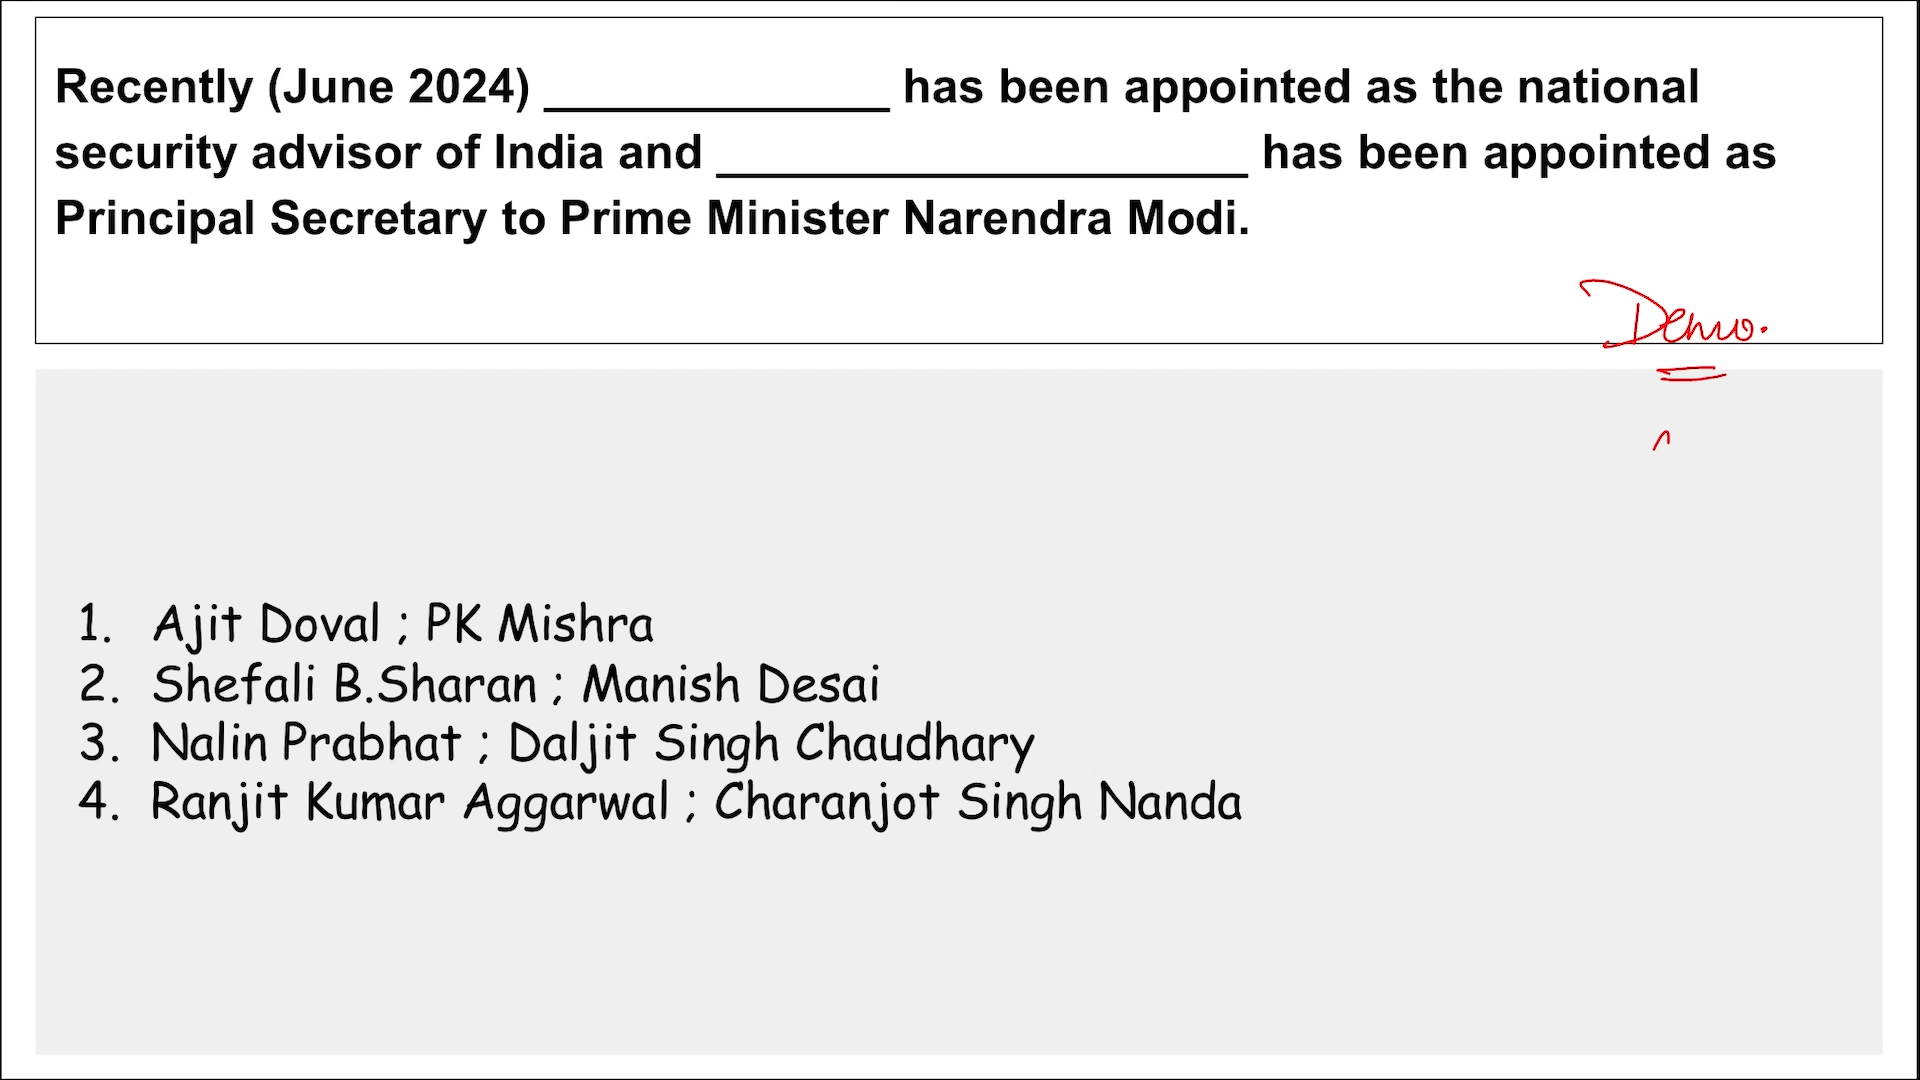 Recently (June 2024) _____________ has been appointed as the national
security advisor of India and ____________________ has been appointed as
Principal Secretary to Prime Minister Narendra Modi.
Demo.
1. Ajit Doval ; PK Mishra
2. Shefali B.Sharan ; Manish Desai
3. Nalin Prabhat ; Daljit Singh Chaudhary
4. Ranjit Kumar Aggarwal ; Charanjot Singh Nanda